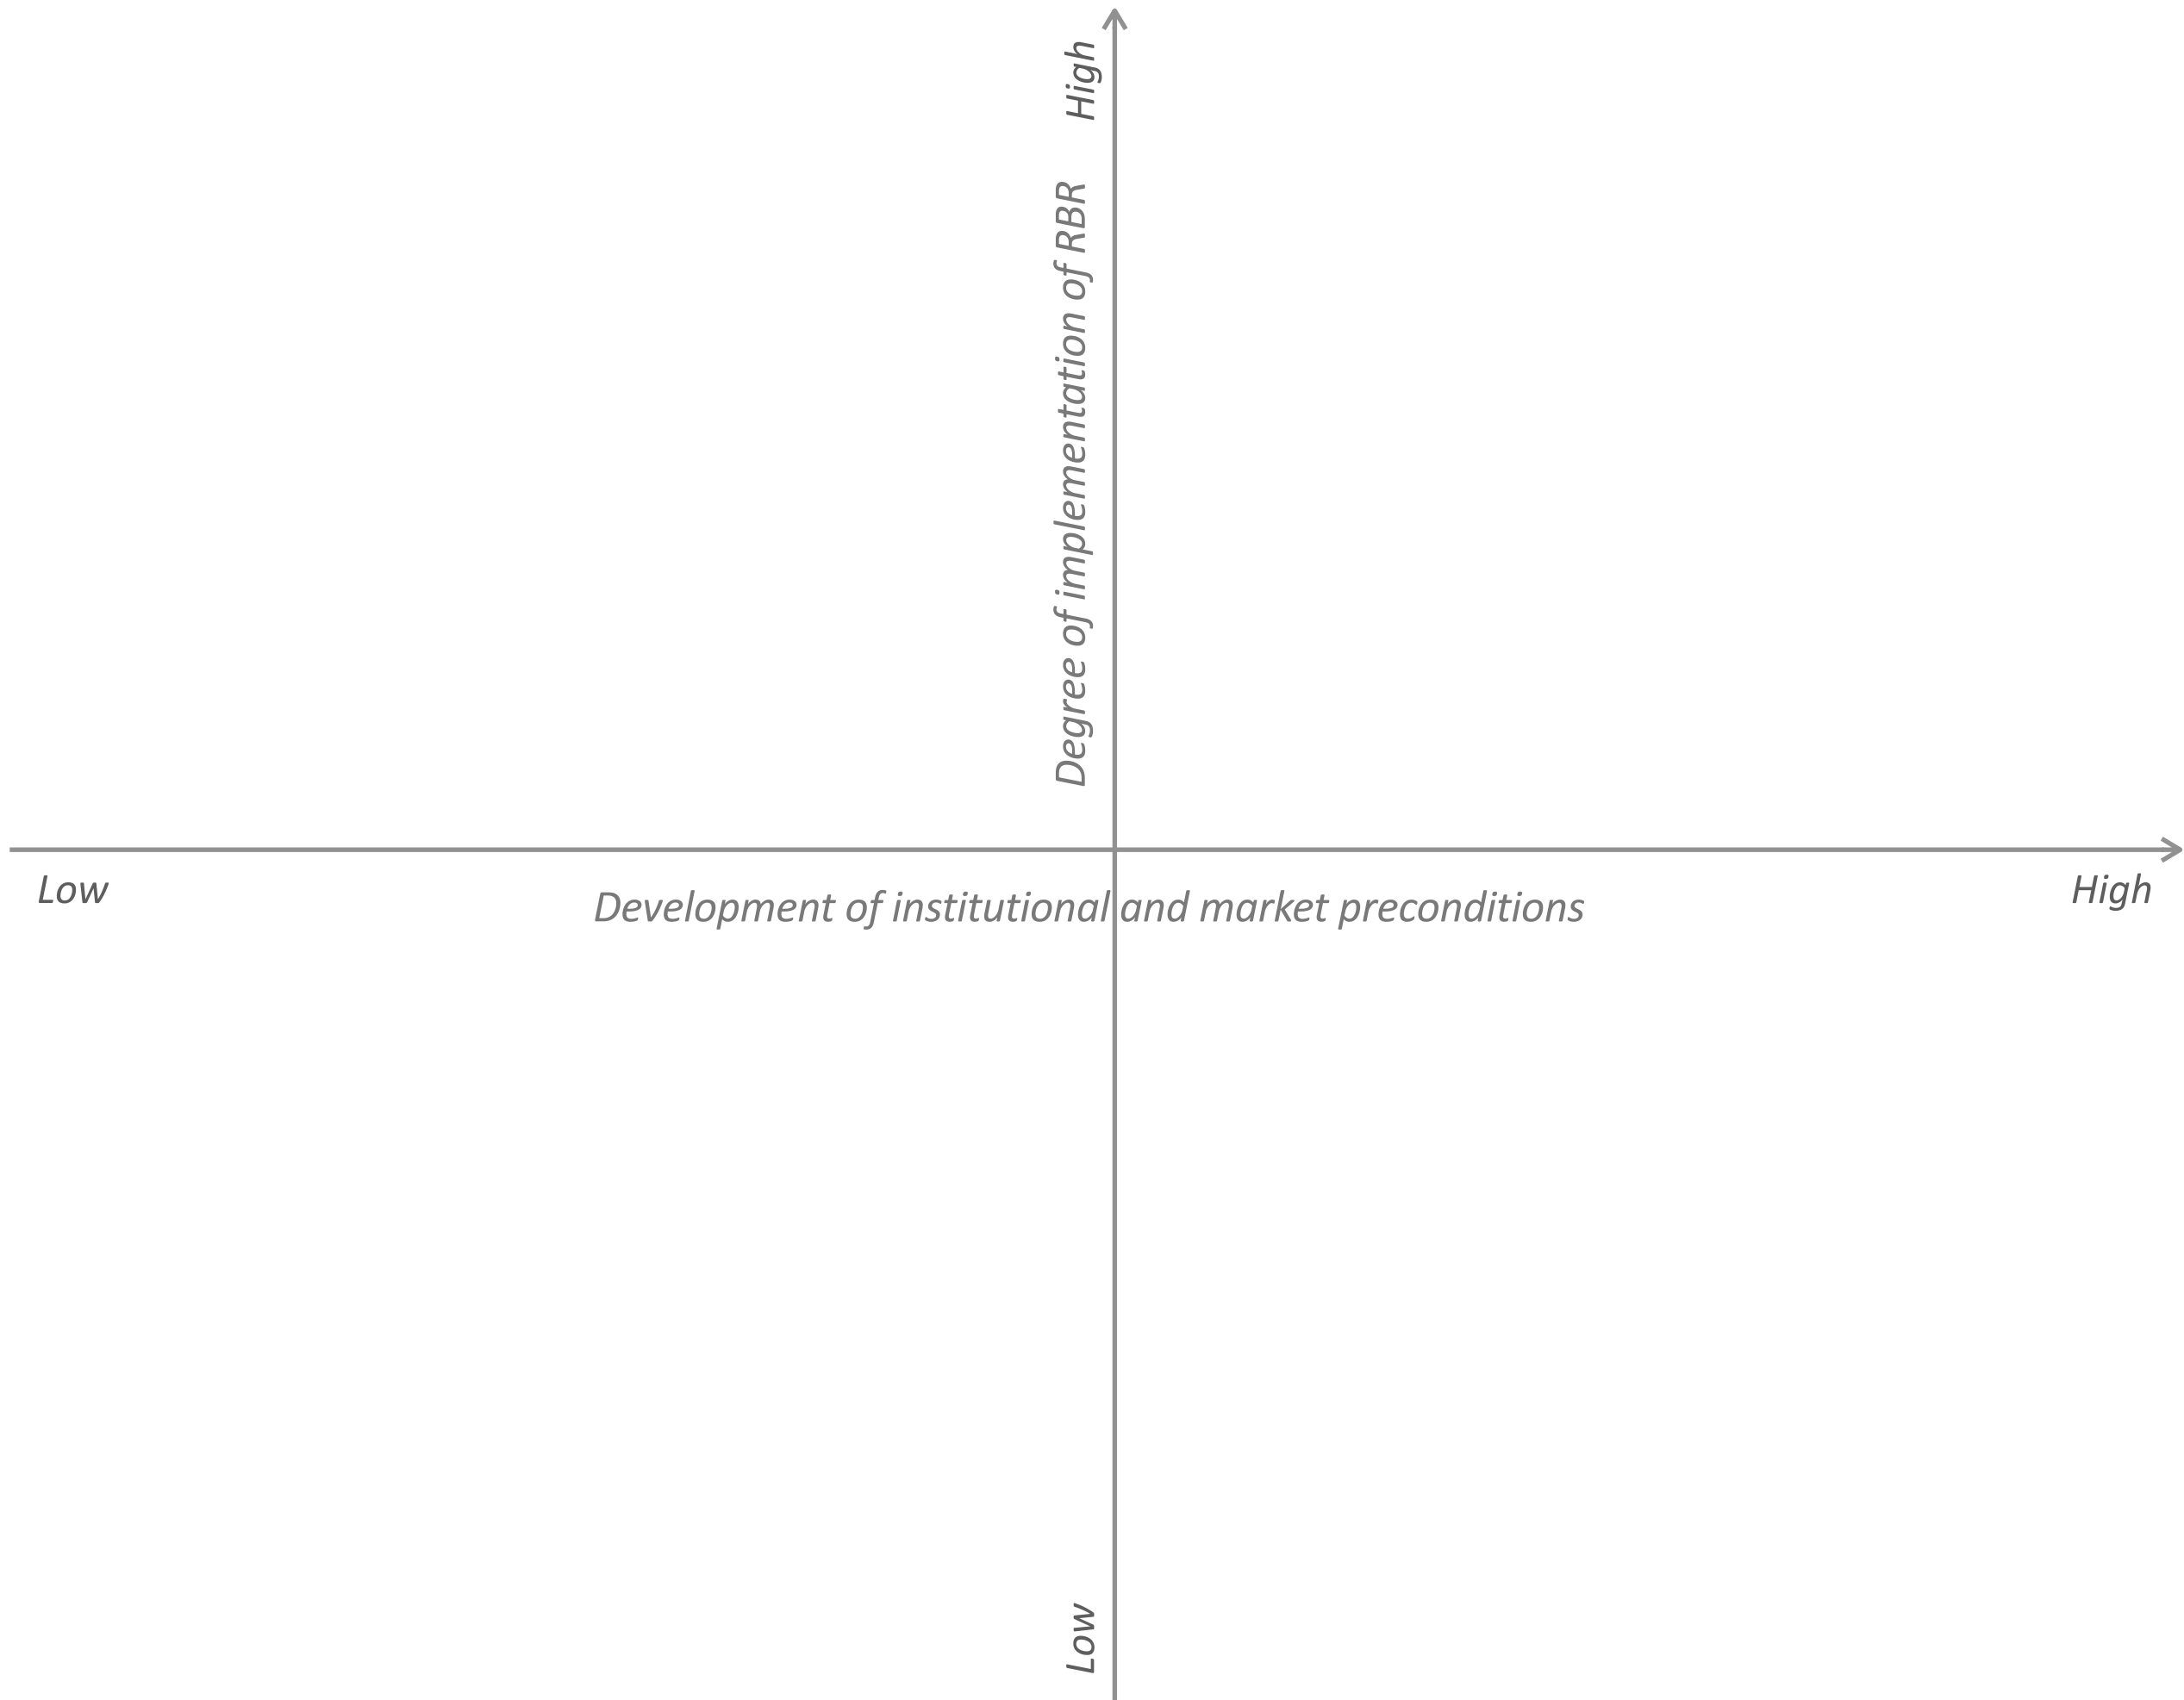 High
Degree of implementation of RBR
Low
Development of institutional and market preconditions
High
Low